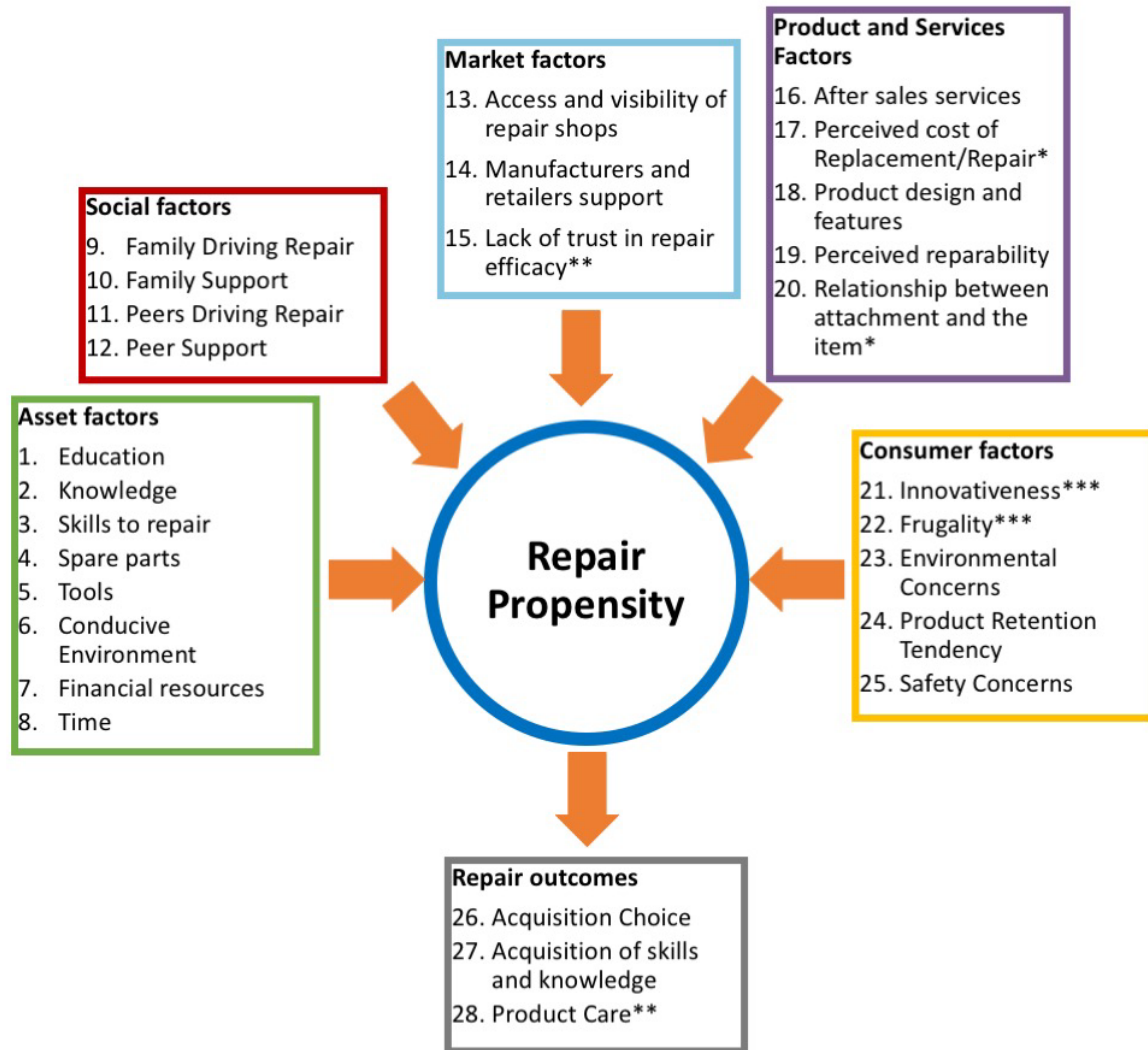 Asset factors
1. Education
2. Knowledge
3. Skills to repair
4. Spare parts
5. Tools
6. Conducive
Environment
7. Financial resources
8. Time
Social factors
9. Family Driving Repair
10. Family Support
11. Peers Driving Repair
12. Peer Support
Market factors
13. Access and visibility of
repair shops
14. Manufacturers and
retailers support
15. Lack of trust in repair
efficacy**
Product and Services
Factors
16. After sales services
17. Perceived cost of
Replacement/Repair*
18. Product design and
features
19. Perceived reparability
20. Relationship between
attachment and the
item*
Consumer factors
21. Innovativeness***
22. Frugality***
23. Environmental
Concerns
24. Product Retention
Tendency
25. Safety Concerns
Repair
Propensity
Repair outcomes
26. Acquisition Choice
27. Acquisition of skills
and knowledge
28. Product Care**